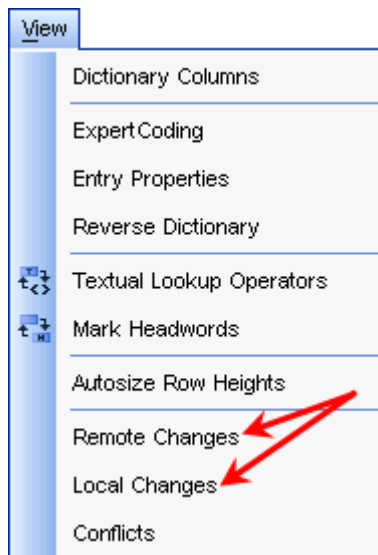 View
Dictionary Columns
ExpertCoding
Entry Properties
Reverse Dictionary
Textual Lookup Operators
Mark Headwords
Autosize Row Heights
Remote Changes
Local Changes
Conflicts